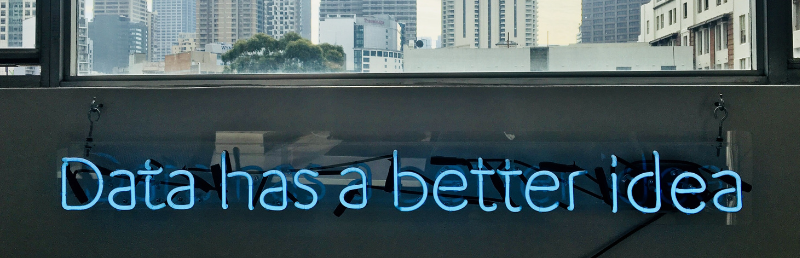 Data has a better idea